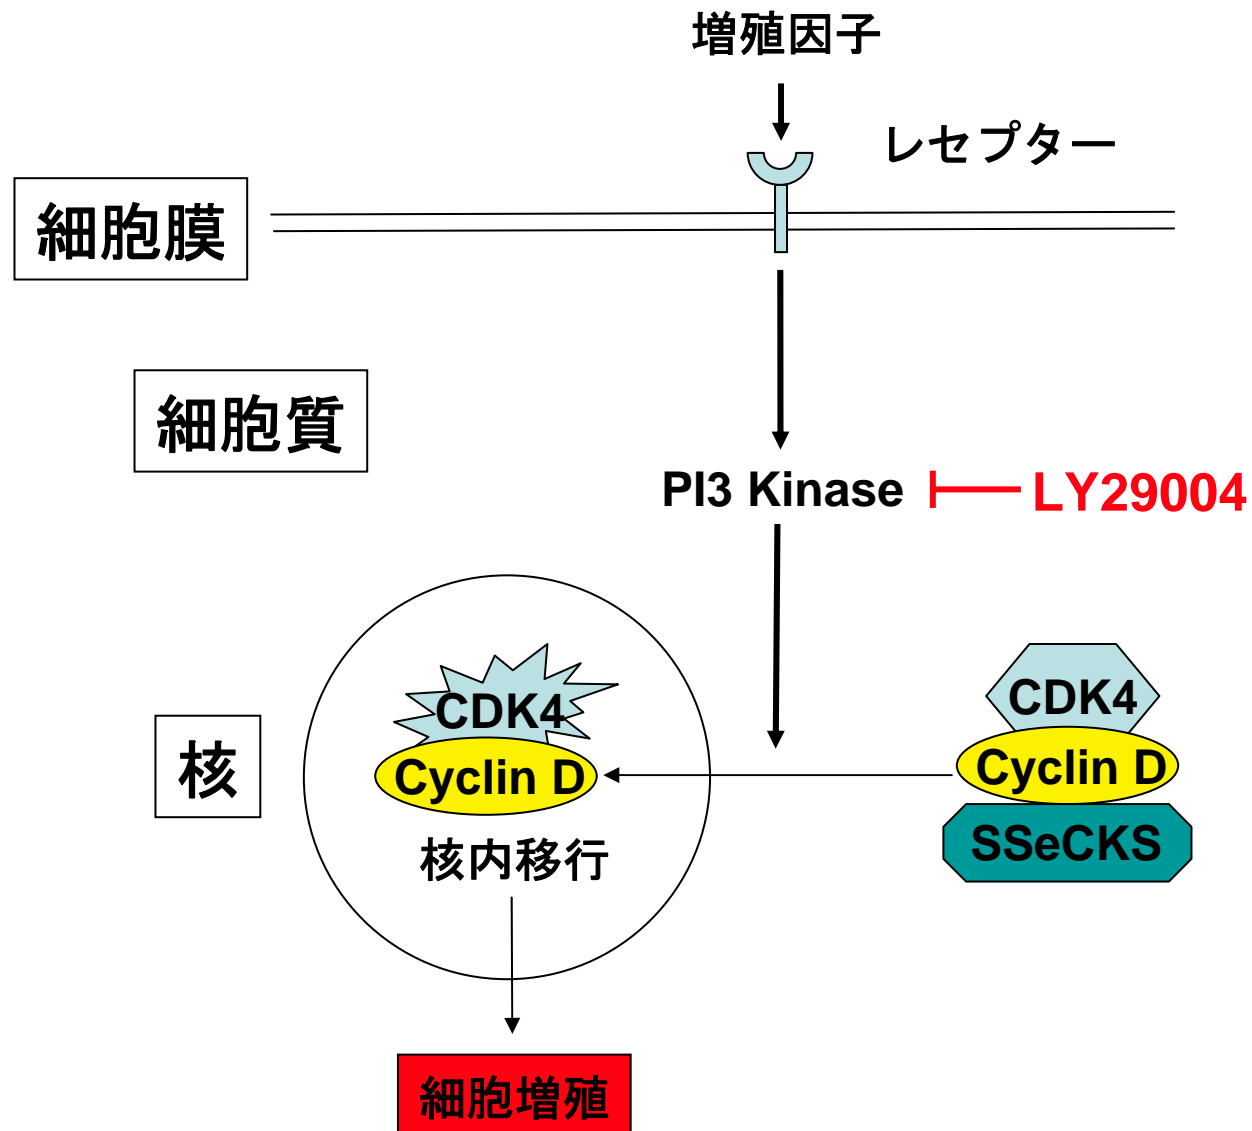 増殖因子
レセプター
細胞膜
細胞質
PI3 Kinase
LY29004
CDK4
CDK4
核
Cyclin D
Cyclin D
SSeCKS
核内移行
細胞増殖